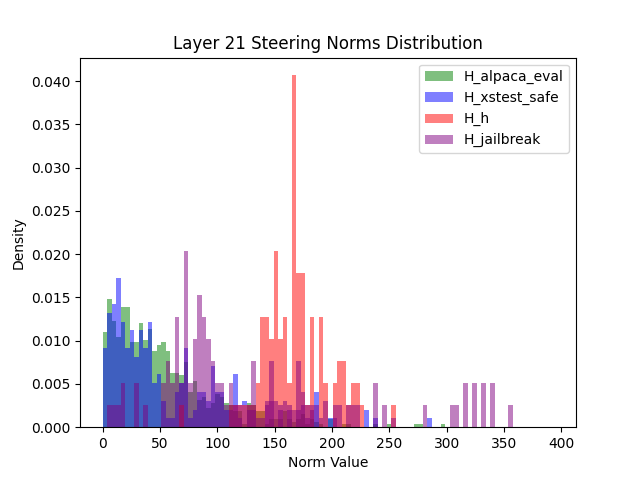 Layer 21 Steering Norms Distribution
H_alpaca_eval
H_xstest_safe
H_h
H_jailbreak
Density
0.040
0.035
0.030
0.025
0.020
0.015
0.010
0.005
0.000
0 50 100 150 200 250 300 350 400
Norm Value